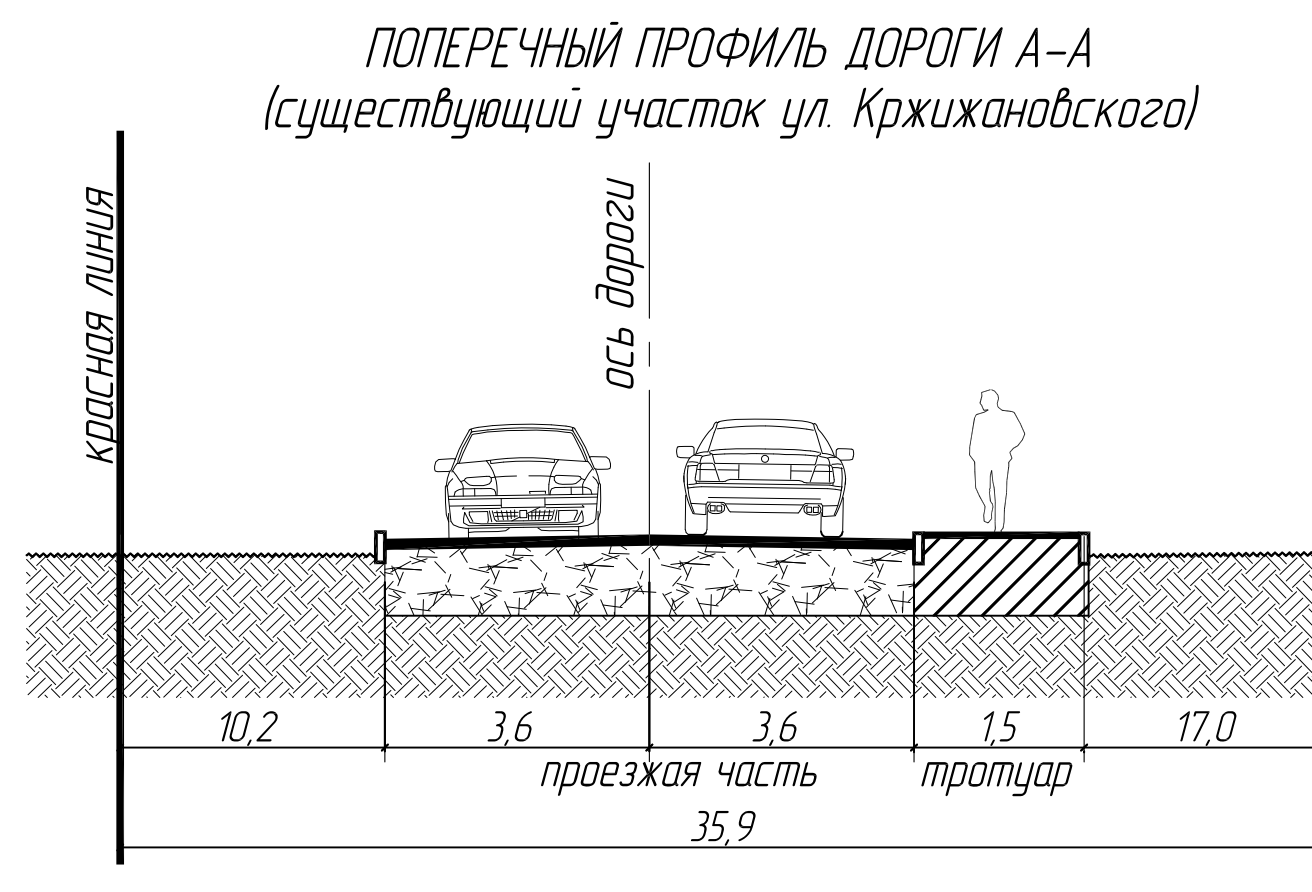 ПОПЕРЕЧНЫЙ ПРОФИЛЬ ДОРОГИ А-А
(существующий участок ул. Кржижановского)
красная линия
ось дороги
10,2
3,6
3,6
1,5
17,0
проезжая часть
тротуар
35,9